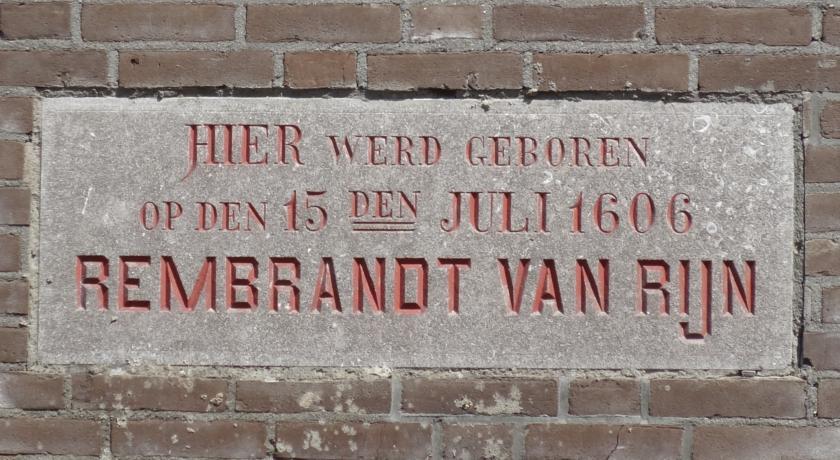 HIER WERD GEBOREN
OP DEN 15 DEN JULI 1606
REMBRANDT VAN RIJN